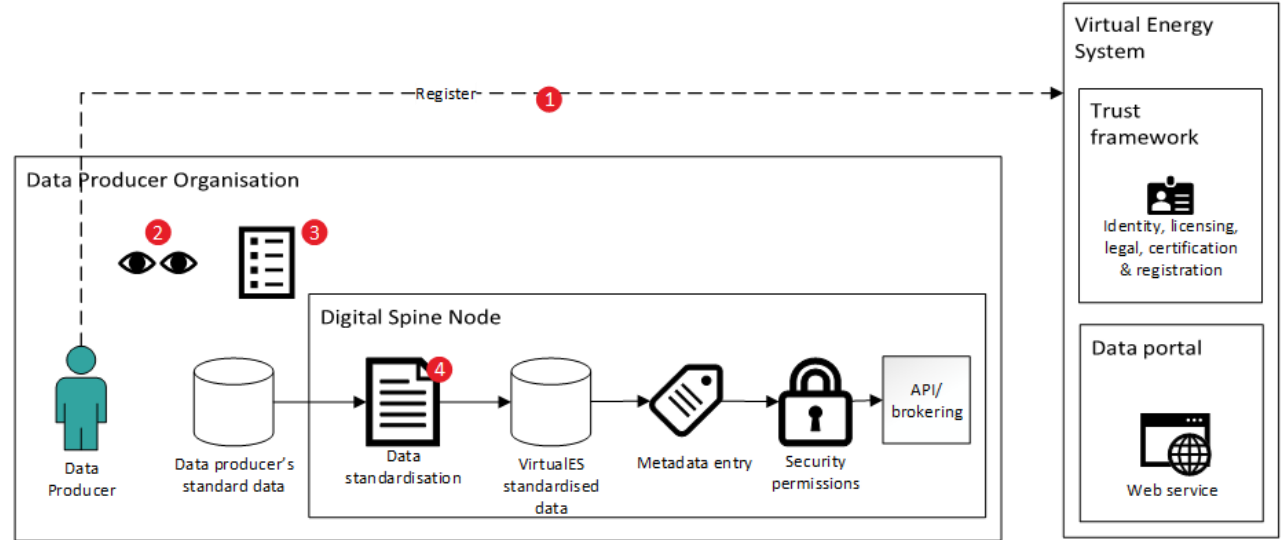 Virtual Energy
System
Register
1
Trust
framework
Identity, licensing,
legal, certification
& registration
Data Producer Organisation
2
3
Digital Spine Node
4
Data
Producer
Data producer's
standard data
Data
standardisation
VirtualES
standardised
data
Metadata entry
Security
permissions
API/
brokering
Data portal
Web service